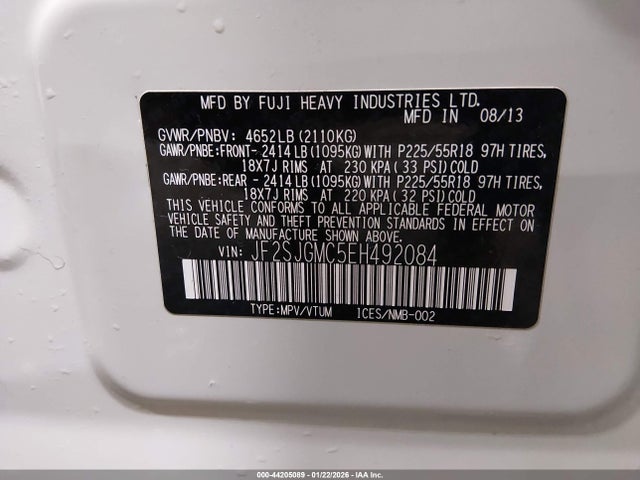 MFD BY FUJI HEAVY INDUSTRIES LTD.
MFD IN 08/13
GVWR/PNBV: 4652LB(2110KG)
GAWR/PNBE:FRONT-2414LB(1095KG)WITH P225/55R18 97H TIRES,
18X7J RIMS AT 230 KPA(33 PSI)COLD
GAWR/PNBE:REAR -2414LB(1095KG)WITH P225/55R18 97H TIRES,
18X7J RIMS AT 220 KPA(32 PSI)COLD
THIS VEHICLE CONFORMS TO ALL APPLICABLE FEDERAL MOTOR
VEHICLE SAFETY AND THEFT PREVENTION STANDARDS IN EFFECT ON
THE DATE OF MANUFACTURE SHOWN ABOVE.
VIN: JF2SJGMC5EH492084
TYPE:MPV/VTUM ICES/NMB-002
000-44205089 - 01/22/2026 - IAA Inc.